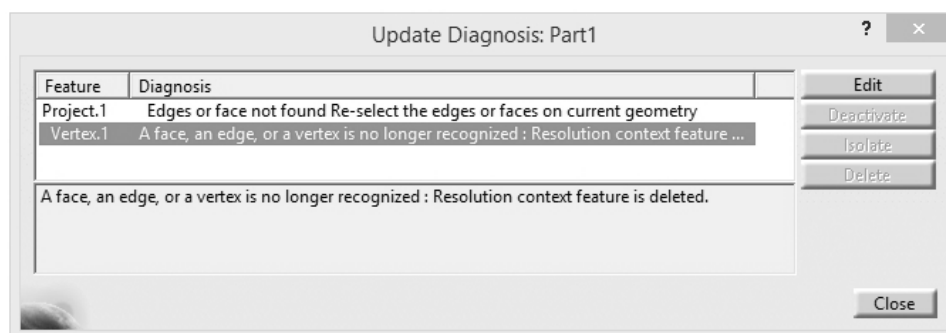 Update Diagnosis: Part1
?
×
Feature Diagnosis
Edit
Project.1 Edges or face not found Re-select the edges or faces on current geometry
Deactivate
Vertex.1 A face, an edge, or a vertex is no longer recognized : Resolution context feature ...
Isolate
Delete
A face, an edge, or a vertex is no longer recognized : Resolution context feature is deleted.
Close